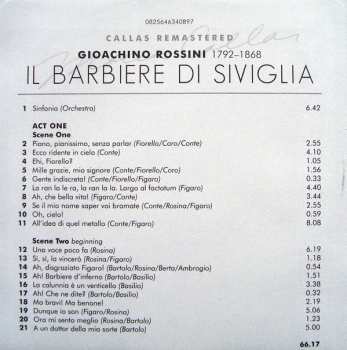 0825646340897
CALLAS REMASTERED
GIOACHINO ROSSINI 1792–1868
IL BARBIERE DI SIVIGLIA
1 Sinfonia (Orchestra) 6.42
ACT ONE
Scene One
2 Piano, pianissimo, senza parlar (Fiorello/Coro/Conte) 2.55
3 Ecco ridente in cielo (Conte) 4.10
4 Ehi, Fiorello? 1.05
5 Mille grazie, mio signore (Coro/Conte/Fiorello) 1.56
6 Gente indiscreta! (Conte/Fiorello/Figaro) 0.33
7 La ran la le ra, la ran la la. Largo al factotum (Figaro) 4.40
8 Ah, che bella vita! (Figaro/Conte) 3.44
9 Se il mio nome saper voi bramate (Conte/Rosina/Figaro) 2.55
10 Oh, cielo! 0.59
11 All'idea di quel metallo (Conte/Figaro) 8.08
Scene Two beginning
12 Una voce poco fa (Rosina) 6.19
13 Sì, sì, la vincerò (Rosina/Figaro) 1.18
14 Ah, disgraziato Figaro! (Bartolo/Rosina/Berta/Ambrogio) 0.54
15 Ah! Barbiere d'inferno (Bartolo/Basilio) 1.51
16 La calunnia è un venticello (Basilio) 3.38
17 Ah! Che ne dite? (Bartolo/Basilio) 0.32
18 Ma bravi! Ma benone! 2.19
19 Dunque io son (Figaro/Rosina) 5.06
20 Ora mi sento meglio (Rosina/Bartolo) 1.23
21 A un dottor della mia sorte (Bartolo) 5.00
66.17